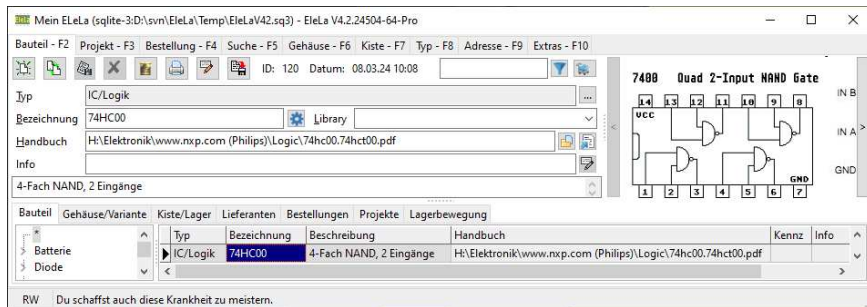 Mein ELeLa (sqlite-3:D:\svn\EleLa\Temp\EleLaV42.sq3) - EleLa V4.2.24504-64-Pro
Bauteil - F2 Projekt - F3 Bestellung - F4 Suche - F5 Gehäuse - F6 Kiste - F7 Typ - F8 Adresse - F9 Extras - F10
ID: 120 Datum: 08.03.24 10:08
Typ IC/Logik ...
Bezeichnung 74HC00 Library
Handbuch H:\Elektronik\www.nxp.com (Philips)\Logic\74hc00.74hct00.pdf
Info
4-Fach NAND, 2 Eingänge
7400 Quad 2-Input NAND Gate
14 13 12 11 10 9 8
VCC
GND
1 2 3 4 5 6 7
IN B
IN A
GND
Bauteil Gehäuse/Variante Kiste/Lager Lieferanten Bestellungen Projekte Lagerbewegung
*
Batterie
Diode
Typ Bezeichnung Beschreibung Handbuch Kennz Info
IC/Logik 74HC00 4-Fach NAND, 2 Eingänge H:\Elektronik\www.nxp.com (Philips)\Logic\74hc00.74hct00.pdf
RW Du schaffst auch diese Krankheit zu meistern.